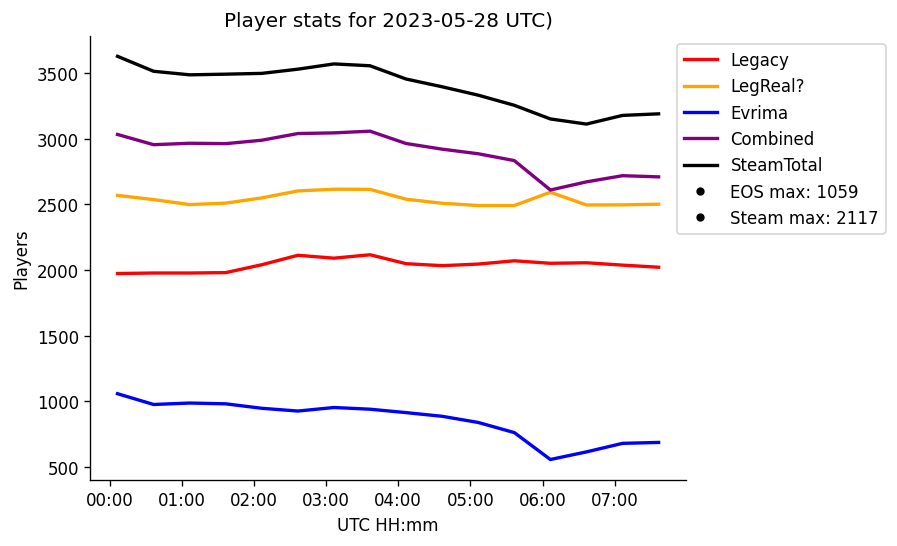 Player stats for 2023-05-28 UTC)
Players
3500
3000
2500
2000
1500
1000
500
00:00 01:00 02:00 03:00 04:00 05:00 06:00 07:00
UTC HH:mm
Legacy
LegReal?
Evrima
Combined
SteamTotal
EOS max: 1059
Steam max: 2117